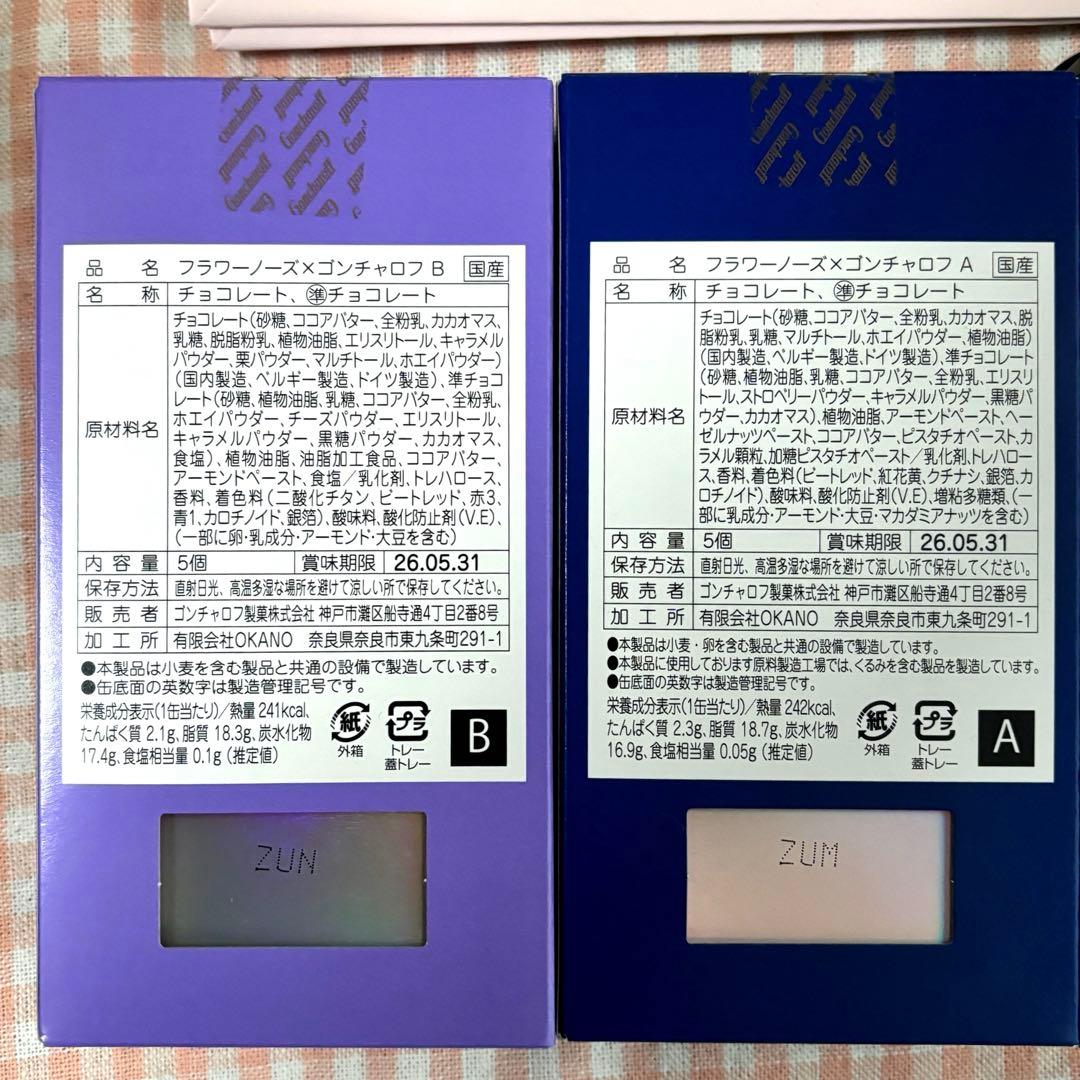 Goncharoff
Goncharoff
品名 フラワーノーズ×ゴンチャロフ B 国産
名称 チョコレート、準チョコレート
原材料名
チョコレート(砂糖、ココアバター、全粉乳、カカオマス、
乳糖、脱脂粉乳、植物油脂、エリスリトール、キャラメル
パウダー、栗パウダー、マルチトール、ホエイパウダー)
(国内製造、ベルギー製造、ドイツ製造)、準チョコ
レート(砂糖、植物油脂、乳糖、ココアバター、全粉乳、
ホエイパウダー、チーズパウダー、エリスリトール、
キャラメルパウダー、黒糖パウダー、カカオマス、
食塩)、植物油脂、油脂加工食品、ココアバター、
アーモンドペースト、食塩/乳化剤、トレハロース、
香料、着色料(二酸化チタン、ビートレッド、赤3、
青1、カロチノイド、銀箔)、酸味料、酸化防止剤(V.E)、
(一部に卵・乳成分・アーモンド・大豆を含む)
内容量 5個 賞味期限 26.05.31
保存方法 直射日光、高温多湿な場所を避けて涼しい所で保存してください。
販売者 ゴンチャロフ製菓株式会社 神戸市灘区船寺通4丁目2番8号
加工所 有限会社OKANO 奈良県奈良市東九条町291-1
●本製品は小麦を含む製品と共通の設備で製造しています。
●缶底面の英数字は製造管理記号です。
栄養成分表示(1缶当たり)/熱量 241kcal、
たんぱく質 2.1g、脂質 18.3g、炭水化物
17.4g、食塩相当量 0.1g (推定値)
紙
外箱
プラ
トレー
蓋トレー
B
ZUN
品名 フラワーノーズ×ゴンチャロフ A 国産
名称 チョコレート、準チョコレート
原材料名
チョコレート(砂糖、ココアバター、全粉乳、カカオマス、脱
脂粉乳、乳糖、マルチトール、ホエイパウダー、植物油脂)
(国内製造、ベルギー製造、ドイツ製造)、準チョコレート
(砂糖、植物油脂、乳糖、ココアバター、全粉乳、エリスリ
トール、ストロベリーパウダー、キャラメルパウダー、黒糖パ
ウダー、カカオマス)、植物油脂、アーモンドペースト、ヘー
ゼルナッツペースト、ココアバター、ピスタチオペースト、カ
ラメル顆粒、加糖ピスタチオペースト/乳化剤、トレハロー
ス、香料、着色料(ビートレッド、紅花黄、クチナシ、銀箔、カ
ロチノイド)、酸味料、酸化防止剤(V.E)、増粘多糖類、(一
部に乳成分・アーモンド・大豆・マカダミアナッツを含む)
内容量 5個 賞味期限 26.05.31
保存方法 直射日光、高温多湿な場所を避けて涼しい所で保存してください。
販売者 ゴンチャロフ製菓株式会社 神戸市灘区船寺通4丁目2番8号
加工所 有限会社OKANO 奈良県奈良市東九条町291-1
●本製品は小麦・卵を含む製品と共通の設備で製造しています。
●本製品に使用しております原料製造工場では、くるみを含む製品を製造しています。
●缶底面の英数字は製造管理記号です。
栄養成分表示(1缶当たり)/熱量 242kcal、
たんぱく質 2.3g、脂質 18.7g、炭水化物
16.9g、食塩相当量 0.05g (推定値)
紙
外箱
プラ
トレー
蓋トレー
A
ZUM